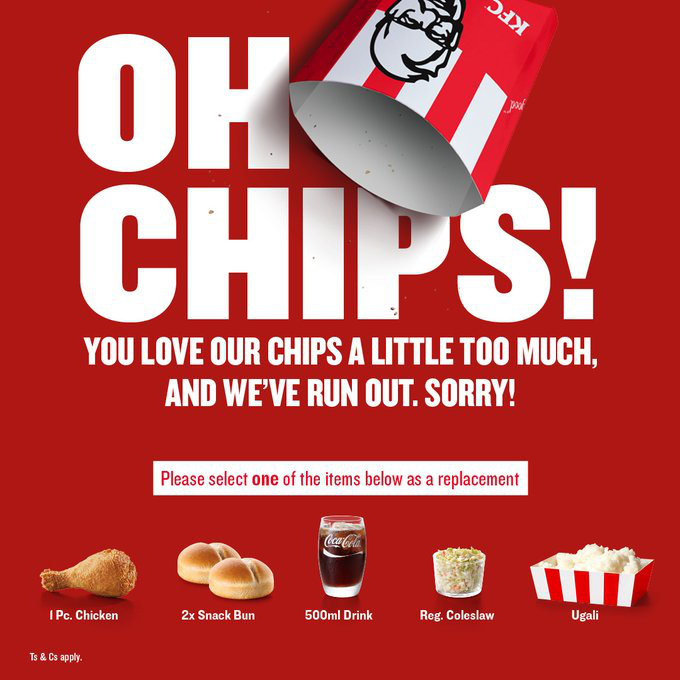 KFC
OH
CHIPS!
YOU LOVE OUR CHIPS A LITTLE TOO MUCH,
AND WE'VE RUN OUT. SORRY!
Please select one of the items below as a replacement
Coca-Cola
1 Pc. Chicken
2x Snack Bun
500ml Drink
Reg. Coleslaw
Ugali
Ts & Cs apply.